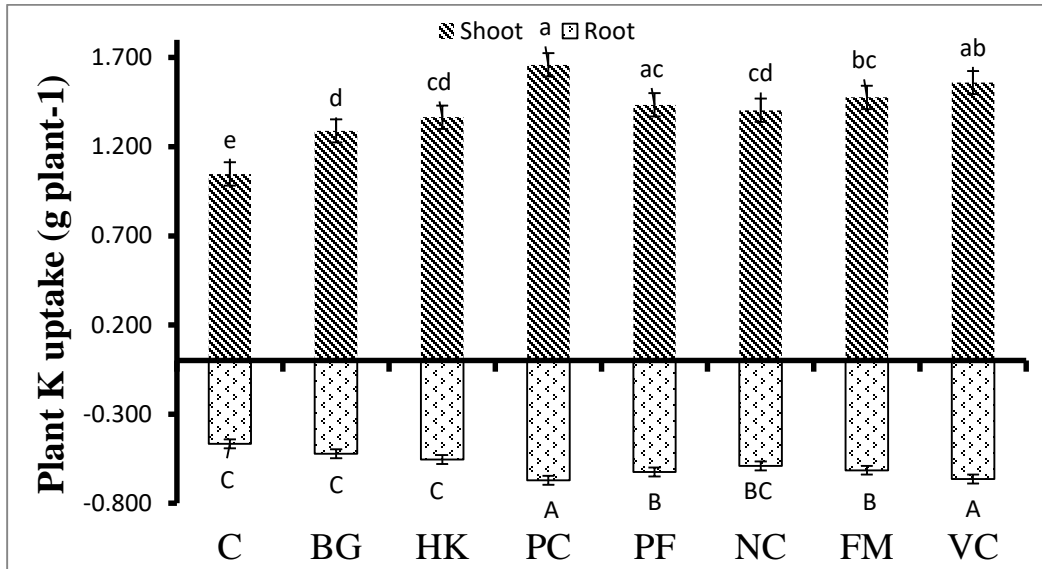 Shoot Root
Plant K uptake (g plant-1)
1.700
1.200
0.700
0.200
-0.300
-0.800
e d cd a ac cd bc ab
C C C A B BC B A
C BG HK PC PF NC FM VC